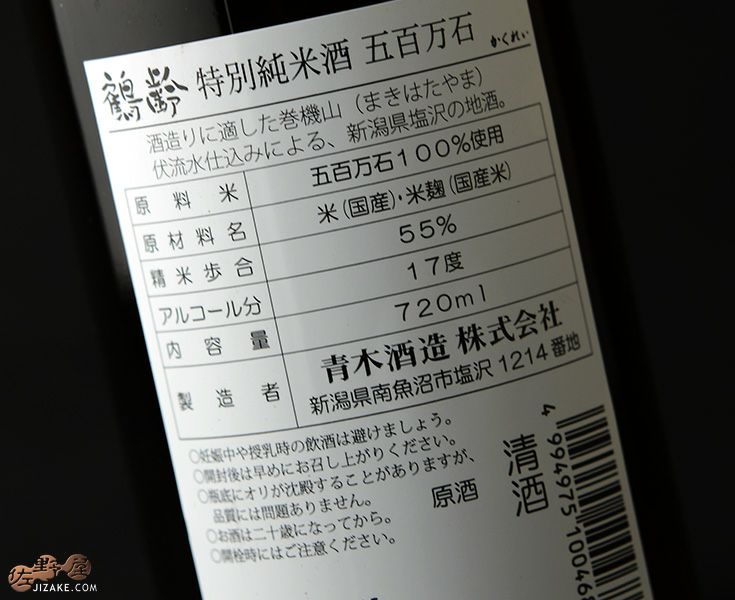 鶴齢 特別純米酒 五百万石 かくれい
酒造りに適した巻機山(まきはたやま)
伏流水仕込みによる、新潟県塩沢の地酒。
原料米 五百万石100%使用
原材料名 米(国産)・米麹(国産米)
精米歩合 55%
アルコール分 17度
内容量 720ml
製造者 青木酒造 株式会社
新潟県南魚沼市塩沢1214番地
○妊娠中や授乳時の飲酒は避けましょう。
○開封後は早めにお召し上がりください。
○瓶底にオリが沈殿することがありますが、
品質には問題ありません。
○お酒は二十歳になってから。
○開栓時にはご注意ください。
原酒
清酒
4 994975 10046
佐野屋
JIZAKE.COM